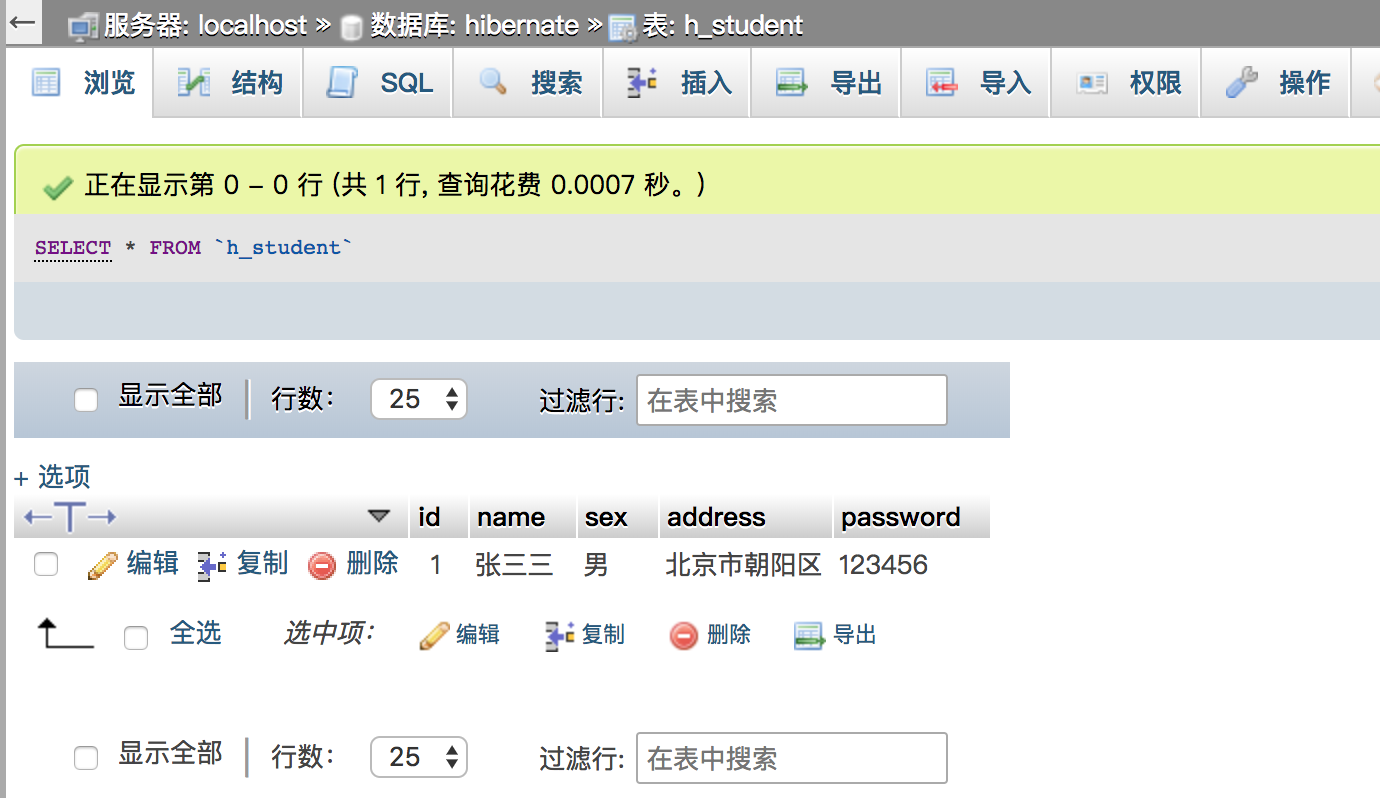 服务器: localhost » 数据库: hibernate » 表: h_student
浏览 结构 SQL 搜索 插入 导出 导入 权限 操作
正在显示第 0 - 0 行 (共 1 行, 查询花费 0.0007 秒。)
SELECT * FROM `h_student`
显示全部 行数： 25 过滤行: 在表中搜索
+ 选项
←T→ id name sex address password
编辑 复制 删除 1 张三三 男 北京市朝阳区 123456
全选 选中项： 编辑 复制 删除 导出
显示全部 行数： 25 过滤行: 在表中搜索